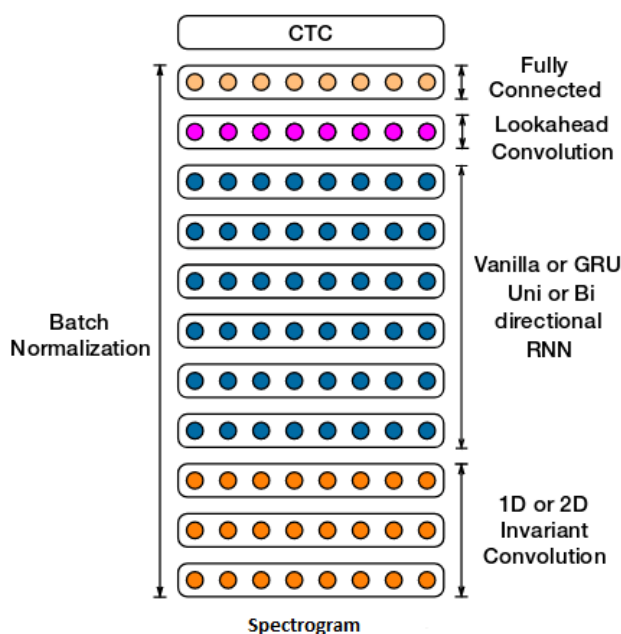 CTC
Fully
Connected
Lookahead
Convolution
Vanilla or GRU
Uni or Bi
directional
RNN
Batch
Normalization
1D or 2D
Invariant
Convolution
Spectrogram